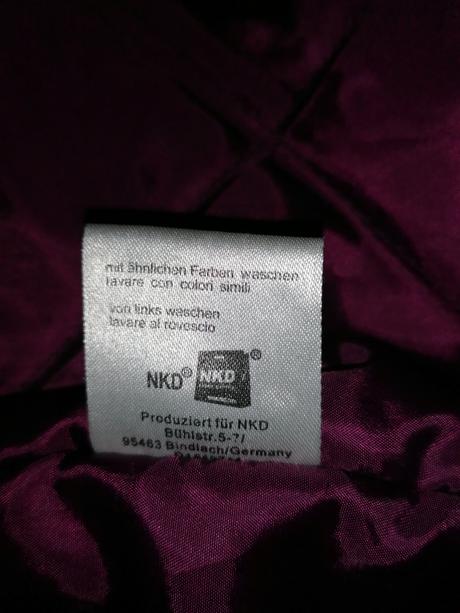 mit ähnlichen Farben waschen
lavare con colori simili
von links waschen
lavare al rovescio
NKD® NKD ®
Produziert für NKD
Bühlstr.5-7/
95463 Bindlach/Germany